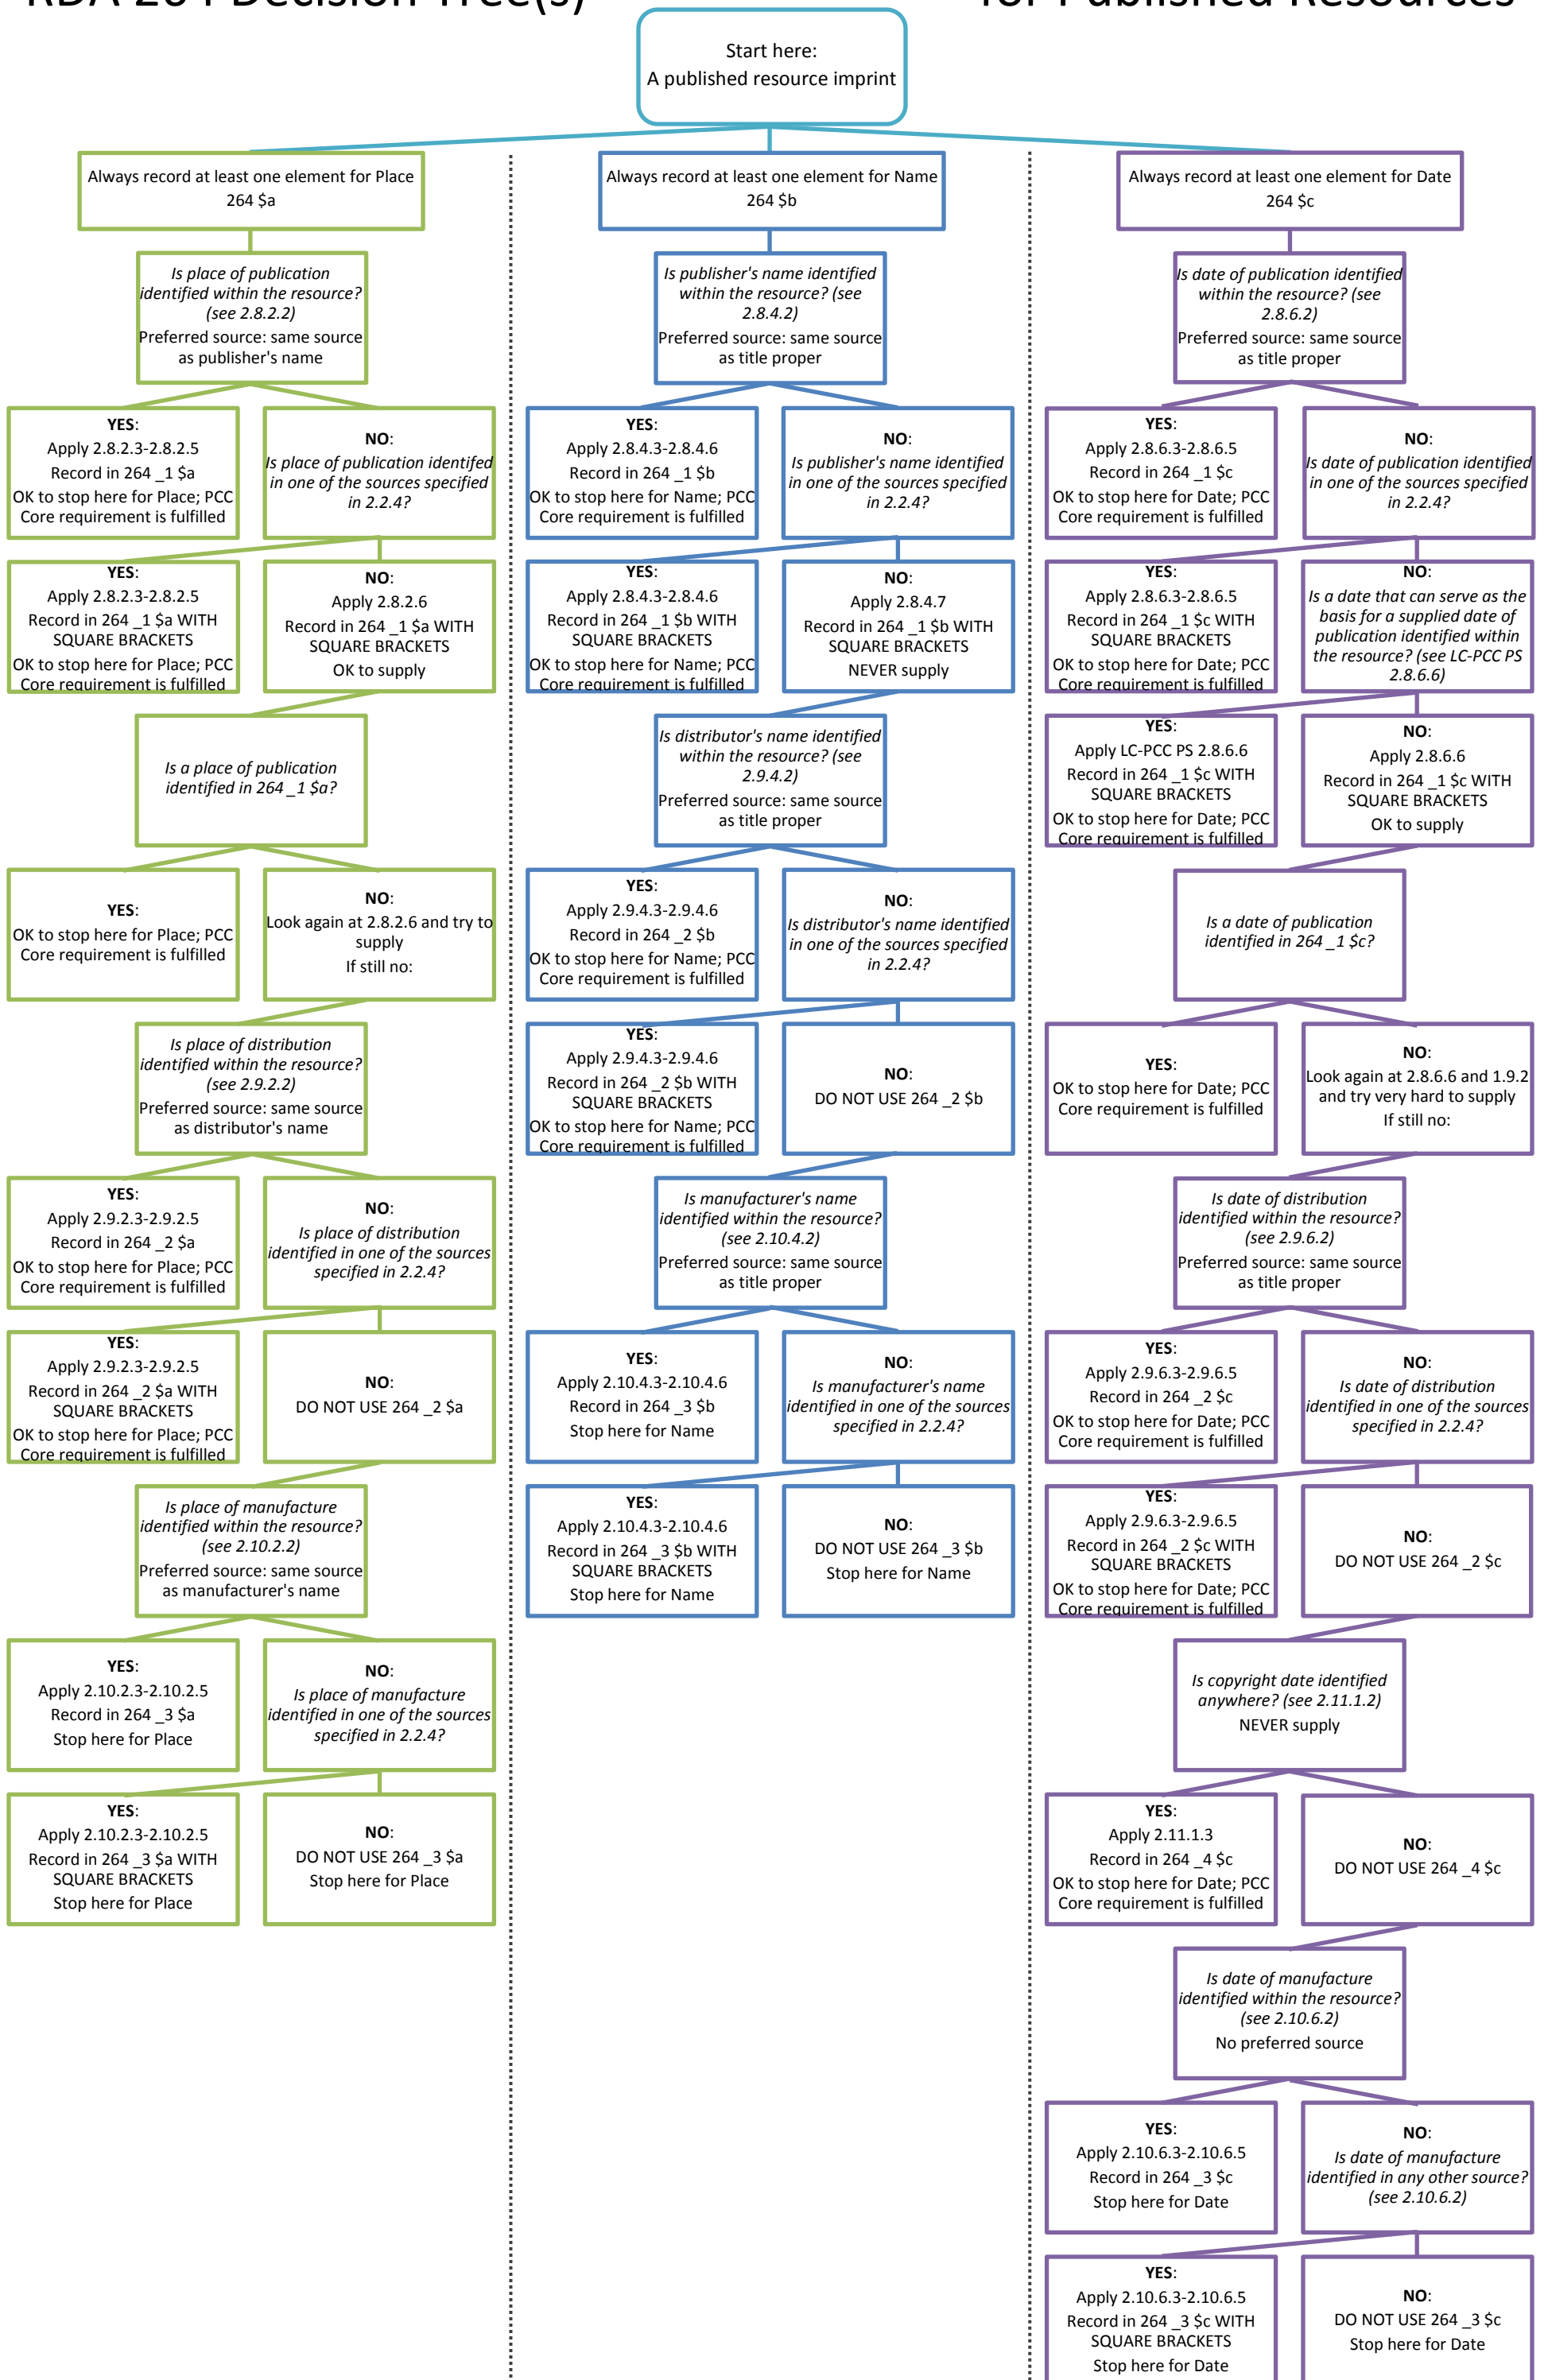 RDA 264 Decision Tree(s)
for Published Resources
Start here:
A published resource imprint
Always record at least one element for Place
264 $a
Is place of publication
identified within the resource?
(see 2.8.2.2)
Preferred source: same source
as publisher's name
YES:
Apply 2.8.2.3-2.8.2.5
Record in 264 _1 $a
OK to stop here for Place; PCC
Core requirement is fulfilled
NO:
Is place of publication identifed
in one of the sources specified
in 2.2.4?
YES:
Apply 2.8.2.3-2.8.2.5
Record in 264 _1 $a WITH
SQUARE BRACKETS
OK to stop here for Place; PCC
Core requirement is fulfilled
NO:
Apply 2.8.2.6
Record in 264 _1 $a WITH
SQUARE BRACKETS
OK to supply
Is a place of publication
identified in 264 _1 $a?
YES:
OK to stop here for Place; PCC
Core requirement is fulfilled
NO:
Look again at 2.8.2.6 and try to
supply
If still no:
Is place of distribution
identified within the resource?
(see 2.9.2.2)
Preferred source: same source
as distributor's name
YES:
Apply 2.9.2.3-2.9.2.5
Record in 264 _2 $a
OK to stop here for Place; PCC
Core requirement is fulfilled
NO:
Is place of distribution
identified in one of the sources
specified in 2.2.4?
YES:
Apply 2.9.2.3-2.9.2.5
Record in 264 _2 $a WITH
SQUARE BRACKETS
OK to stop here for Place; PCC
Core requirement is fulfilled
NO:
DO NOT USE 264 _2 $a
Is place of manufacture
identified within the resource?
(see 2.10.2.2)
Preferred source: same source
as manufacturer's name
YES:
Apply 2.10.2.3-2.10.2.5
Record in 264 _3 $a
Stop here for Place
NO:
Is place of manufacture
identified in one of the sources
specified in 2.2.4?
YES:
Apply 2.10.2.3-2.10.2.5
Record in 264 _3 $a WITH
SQUARE BRACKETS
Stop here for Place
NO:
DO NOT USE 264 _3 $a
Stop here for Place
Always record at least one element for Name
264 $b
Is publisher's name identified
within the resource? (see
2.8.4.2)
Preferred source: same source
as title proper
YES:
Apply 2.8.4.3-2.8.4.6
Record in 264 _1 $b
OK to stop here for Name; PCC
Core requirement is fulfilled
NO:
Is publisher's name identified
in one of the sources specified
in 2.2.4?
YES:
Apply 2.8.4.3-2.8.4.6
Record in 264 _1 $b WITH
SQUARE BRACKETS
OK to stop here for Name; PCC
Core requirement is fulfilled
NO:
Apply 2.8.4.7
Record in 264 _1 $b WITH
SQUARE BRACKETS
NEVER supply
Is distributor's name identified
within the resource? (see
2.9.4.2)
Preferred source: same source
as title proper
YES:
Apply 2.9.4.3-2.9.4.6
Record in 264 _2 $b
OK to stop here for Name; PCC
Core requirement is fulfilled
NO:
Is distributor's name identified
in one of the sources specified
in 2.2.4?
YES:
Apply 2.9.4.3-2.9.4.6
Record in 264 _2 $b WITH
SQUARE BRACKETS
OK to stop here for Name; PCC
Core requirement is fulfilled
NO:
DO NOT USE 264 _2 $b
Is manufacturer's name
identified within the resource?
(see 2.10.4.2)
Preferred source: same source
as title proper
YES:
Apply 2.10.4.3-2.10.4.6
Record in 264 _3 $b
Stop here for Name
NO:
Is manufacturer's name
identified in one of the sources
specified in 2.2.4?
YES:
Apply 2.10.4.3-2.10.4.6
Record in 264 _3 $b WITH
SQUARE BRACKETS
Stop here for Name
NO:
DO NOT USE 264 _3 $b
Stop here for Name
Always record at least one element for Date
264 $c
Is date of publication identified
within the resource? (see
2.8.6.2)
Preferred source: same source
as title proper
YES:
Apply 2.8.6.3-2.8.6.5
Record in 264 _1 $c
OK to stop here for Date; PCC
Core requirement is fulfilled
NO:
Is date of publication identified
in one of the sources specified
in 2.2.4?
YES:
Apply 2.8.6.3-2.8.6.5
Record in 264 _1 $c WITH
SQUARE BRACKETS
OK to stop here for Date; PCC
Core requirement is fulfilled
NO:
Is a date that can serve as the
basis for a supplied date of
publication identified within
the resource? (see LC-PCC PS
2.8.6.6)
YES:
Apply LC-PCC PS 2.8.6.6
Record in 264 _1 $c WITH
SQUARE BRACKETS
OK to stop here for Date; PCC
Core requirement is fulfilled
NO:
Apply 2.8.6.6
Record in 264 _1 $c WITH
SQUARE BRACKETS
OK to supply
Is a date of publication
identified in 264 _1 $c?
YES:
OK to stop here for Date; PCC
Core requirement is fulfilled
NO:
Look again at 2.8.6.6 and 1.9.2
and try very hard to supply
If still no:
Is date of distribution
identified within the resource?
(see 2.9.6.2)
Preferred source: same source
as title proper
YES:
Apply 2.9.6.3-2.9.6.5
Record in 264 _2 $c
OK to stop here for Date; PCC
Core requirement is fulfilled
NO:
Is date of distribution
identified in one of the sources
specified in 2.2.4?
YES:
Apply 2.9.6.3-2.9.6.5
Record in 264 _2 $c WITH
SQUARE BRACKETS
OK to stop here for Date; PCC
Core requirement is fulfilled
NO:
DO NOT USE 264 _2 $c
Is copyright date identified
anywhere? (see 2.11.1.2)
NEVER supply
YES:
Apply 2.11.1.3
Record in 264 _4 $c
OK to stop here for Date; PCC
Core requirement is fulfilled
NO:
DO NOT USE 264 _4 $c
Is date of manufacture
identified within the resource?
(see 2.10.6.2)
No preferred source
YES:
Apply 2.10.6.3-2.10.6.5
Record in 264 _3 $c
Stop here for Date
NO:
Is date of manufacture
identified in any other source?
(see 2.10.6.2)
YES:
Apply 2.10.6.3-2.10.6.5
Record in 264 _3 $c WITH
SQUARE BRACKETS
Stop here for Date
NO:
DO NOT USE 264 _3 $c
Stop here for Date